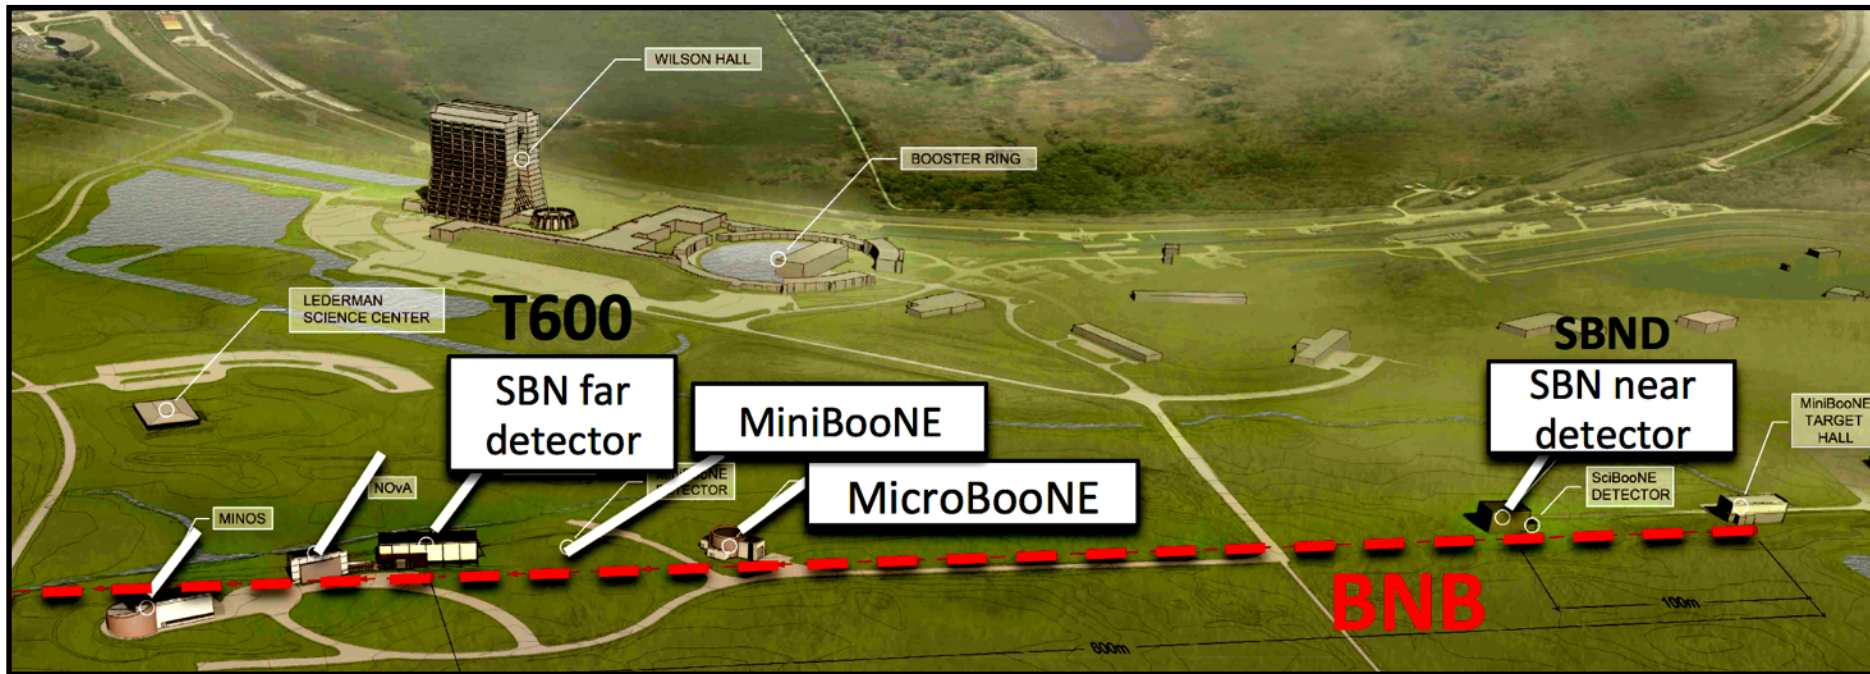 WILSON HALL
BOOSTER RING
LEDERMAN
SCIENCE CENTER
T600
SBN far
detector
MiniBooNE
MicroBooNE
SBND
SBN near
detector
MiniBooNE
TARGET
HALL
SciBooNE
DETECTOR
NOvA
DETECTOR
MINOS
BNB
100m
600m